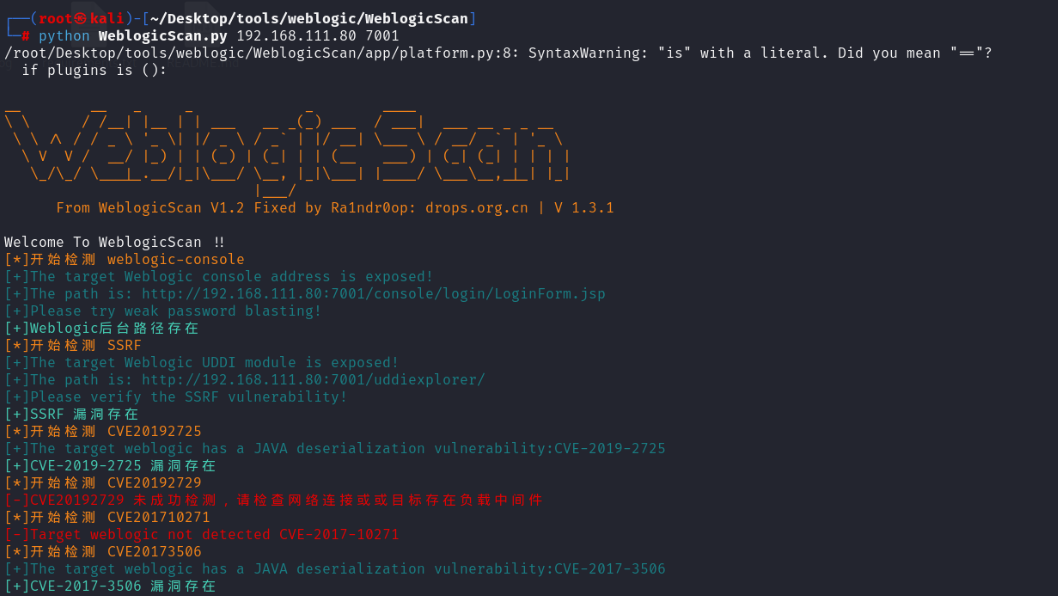 ┌──(root㉿kali)-[~/Desktop/tools/weblogic/WeblogicScan]
└─# python WeblogicScan.py 192.168.111.80 7001
/root/Desktop/tools/weblogic/WeblogicScan/app/platform.py:8: SyntaxWarning: "is" with a literal. Did you mean "=="?
if plugins is ():
Weblogic Scan
From WeblogicScan V1.2 Fixed by Ra1ndr0op: drops.org.cn | V 1.3.1
Welcome To WeblogicScan !!
[*]开始检测 weblogic-console
[+]The target Weblogic console address is exposed!
[+]The path is: http://192.168.111.80:7001/console/login/LoginForm.jsp
[+]Please try weak password blasting!
[+]Weblogic后台路径存在
[*]开始检测 SSRF
[+]The target Weblogic UDDI module is exposed!
[+]The path is: http://192.168.111.80:7001/uddiexplorer/
[+]Please verify the SSRF vulnerability!
[+]SSRF 漏洞存在
[*]开始检测 CVE20192725
[+]The target weblogic has a JAVA deserialization vulnerability:CVE-2019-2725
[+]CVE-2019-2725 漏洞存在
[*]开始检测 CVE20192729
[-]CVE20192729 未成功检测，请检查网络连接或或目标存在负载中间件
[*]开始检测 CVE201710271
[-]Target weblogic not detected CVE-2017-10271
[*]开始检测 CVE20173506
[+]The target weblogic has a JAVA deserialization vulnerability:CVE-2017-3506
[+]CVE-2017-3506 漏洞存在